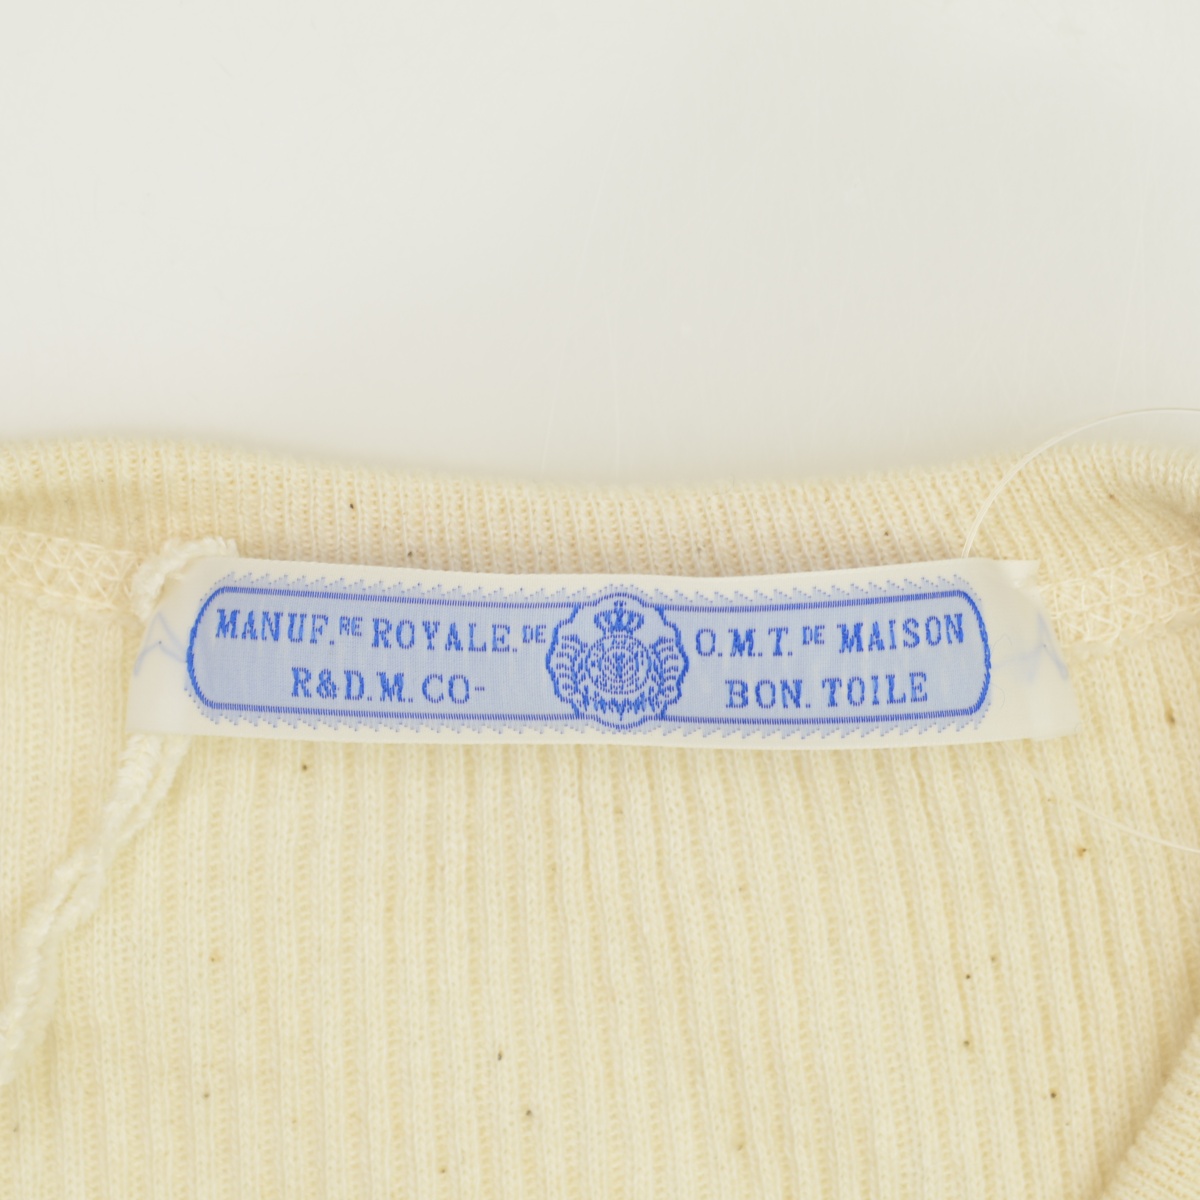 MANUF.RE ROYALE.DE O.M.T.DE MAISON
R&D.M.CO- BON. TOILE